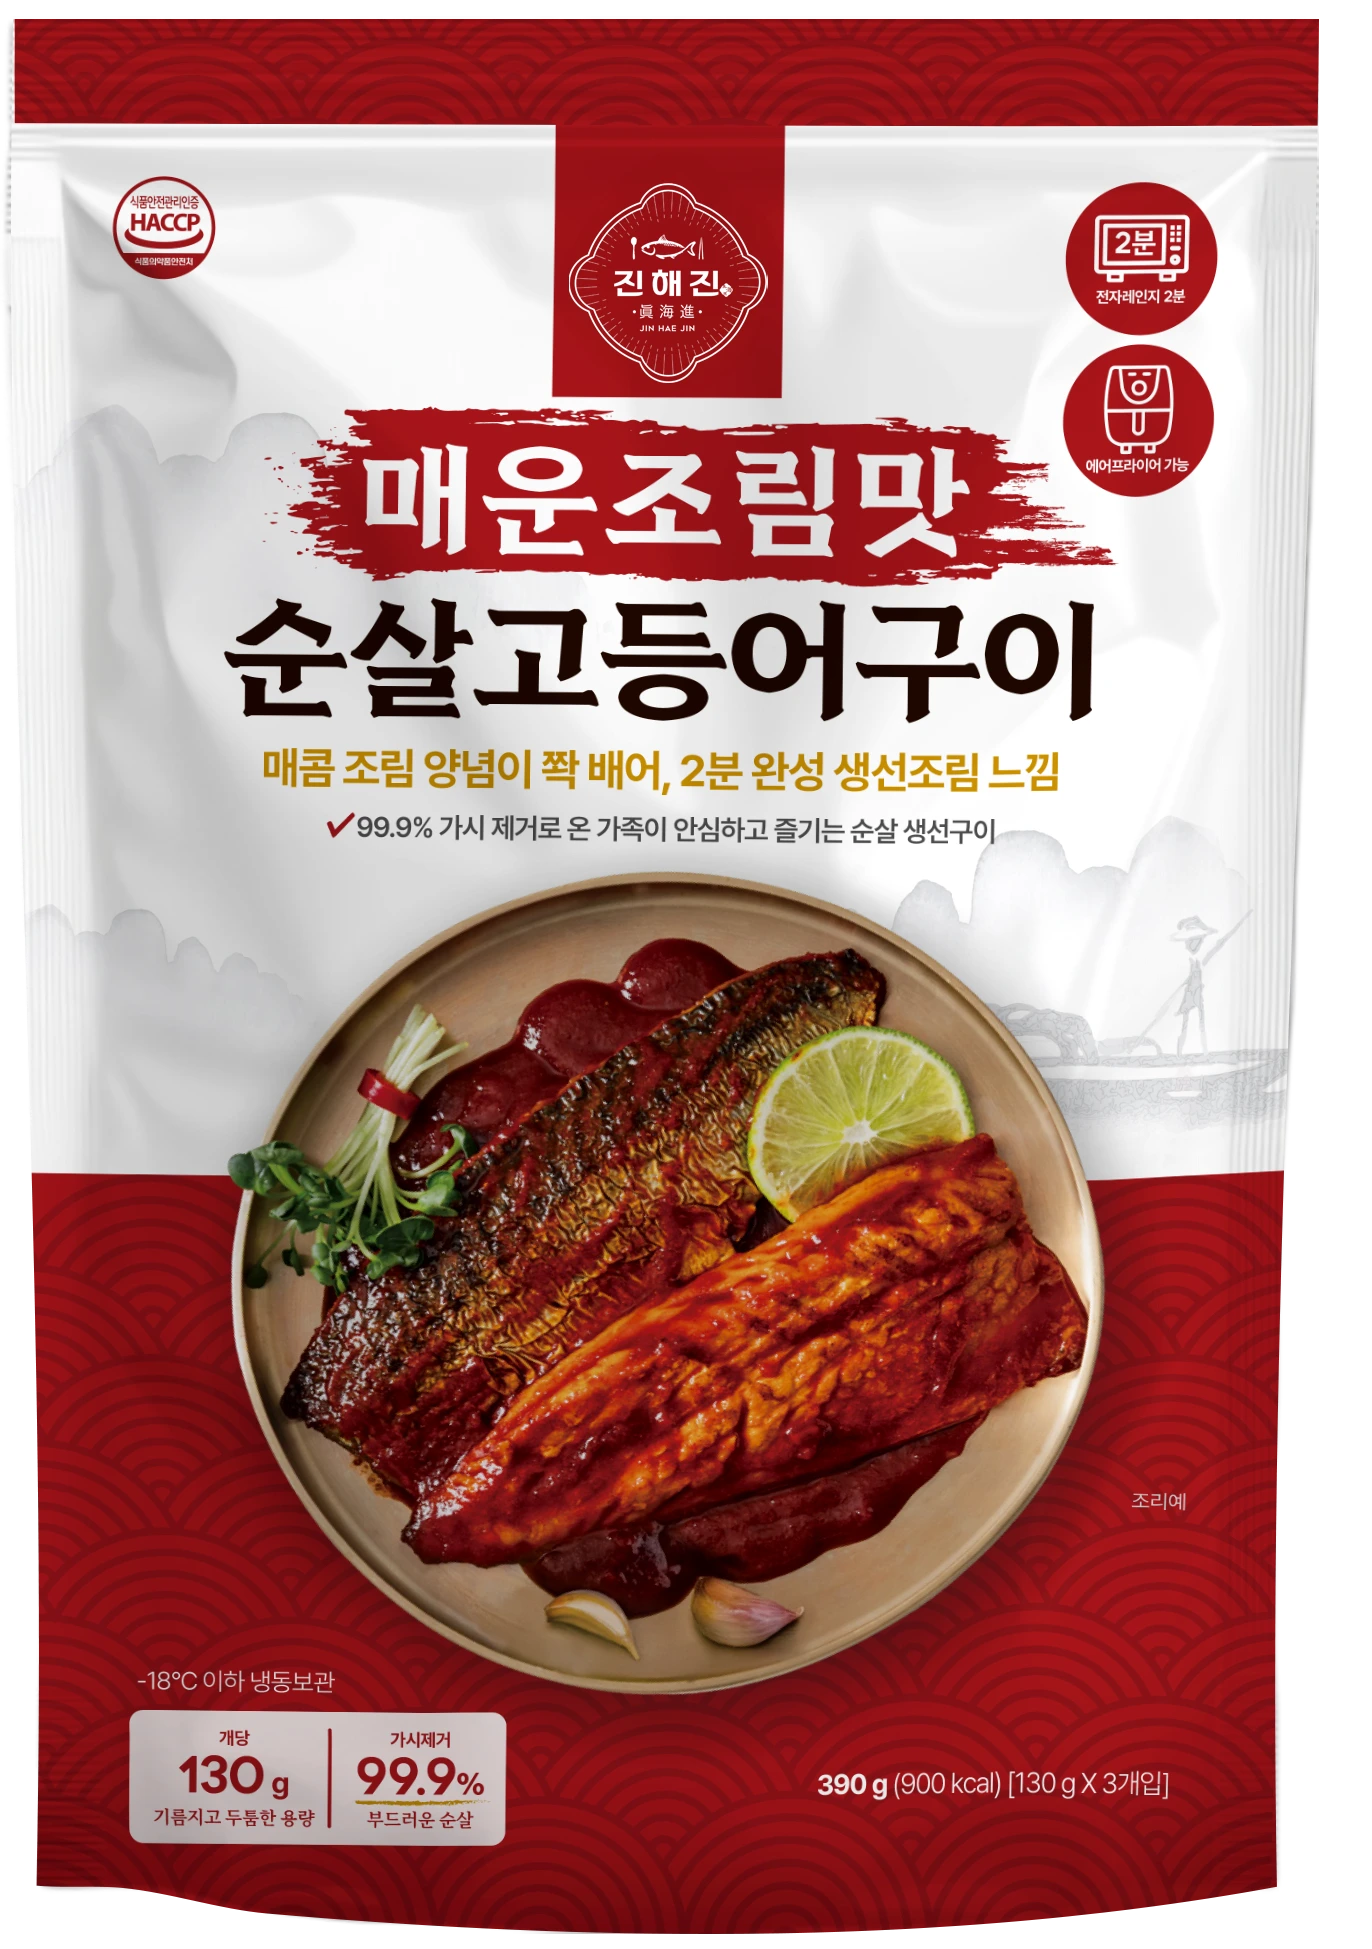 식품안전관리인증
HACCP
식품의약품안전처
진해진
眞海進
JIN HAE JIN
2분
전자레인지 2분
에어프라이어 가능
매운조림맛
순살고등어구이
매콤 조림 양념이 쫙 배어, 2분 완성 생선조림 느낌
✓99.9% 가시 제거로 온 가족이 안심하고 즐기는 순살 생선구이
조리예
-18°C 이하 냉동보관
개당
130 g
기름지고 두툼한 용량
가시제거
99.9%
부드러운 순살
390 g (900 kcal) [130 g X 3개입]